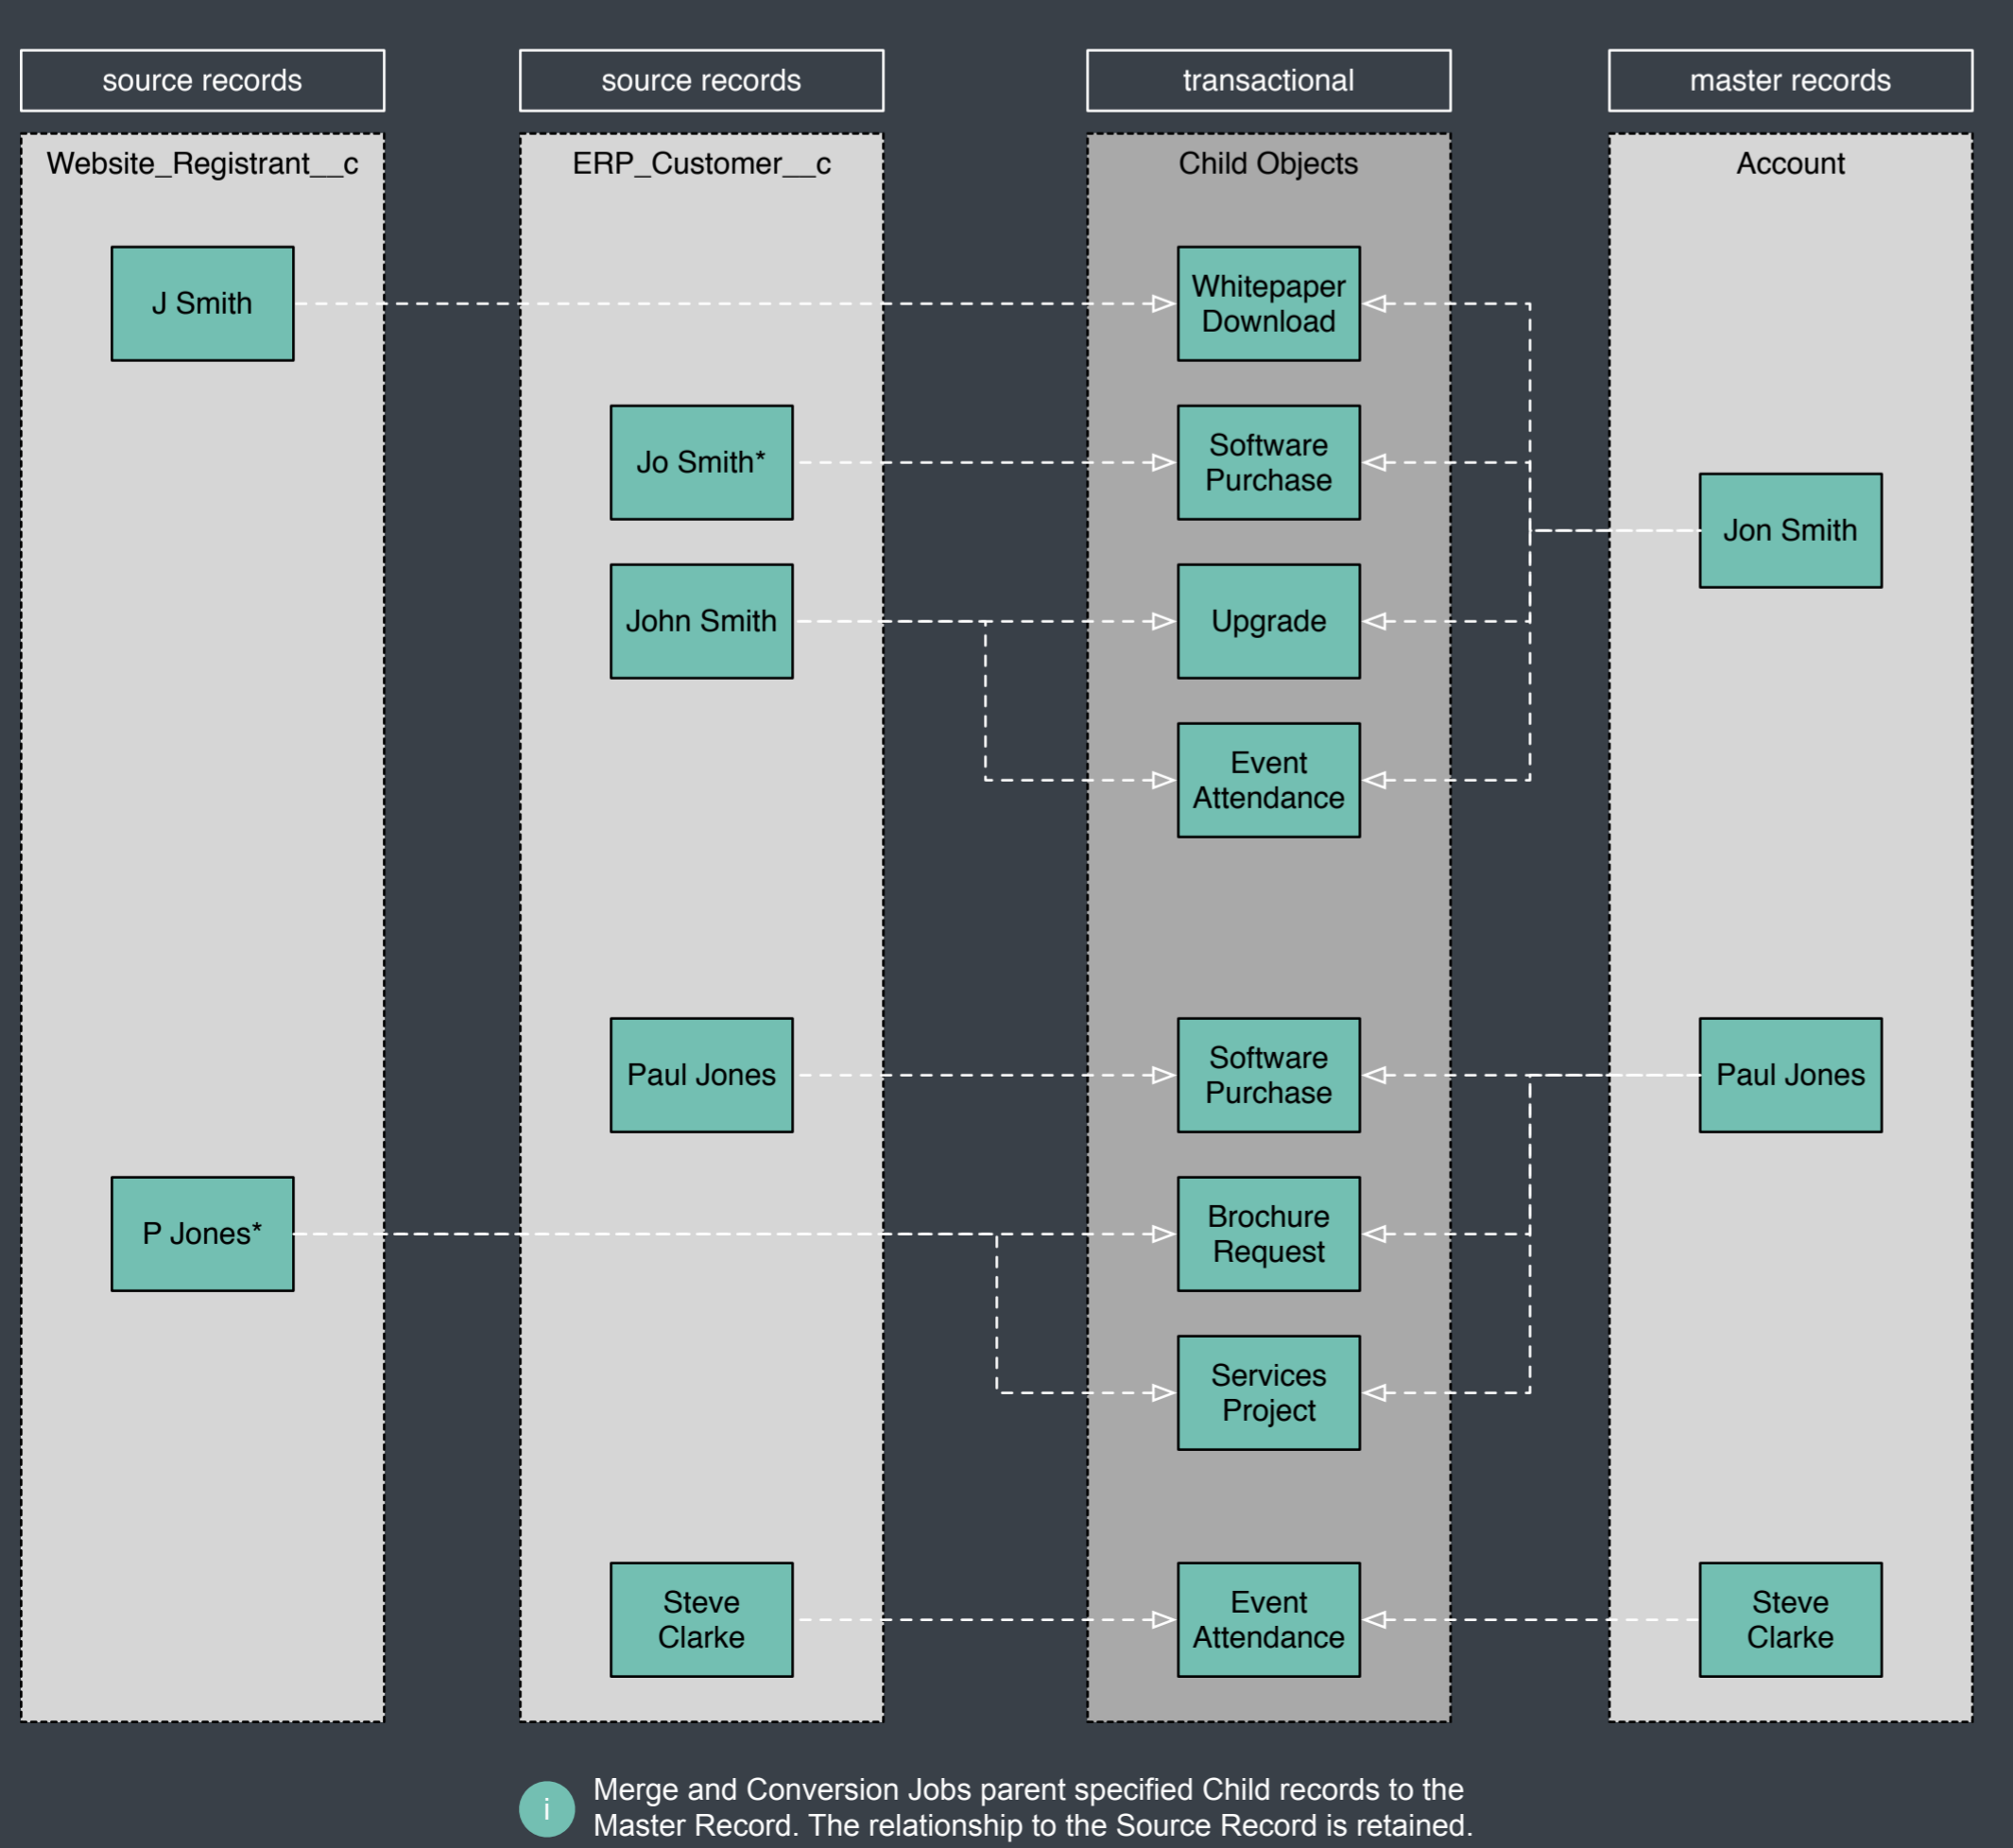 source records
source records
transactional
master records
Website_Registrant__c
ERP_Customer__c
Child Objects
Account
J Smith
Whitepaper
Download
Jo Smith*
Software
Purchase
Jon Smith
John Smith
Upgrade
Event
Attendance
Paul Jones
Software
Purchase
Paul Jones
P Jones*
Brochure
Request
Services
Project
Steve
Clarke
Event
Attendance
Steve
Clarke
i
Merge and Conversion Jobs parent specified Child records to the
Master Record. The relationship to the Source Record is retained.